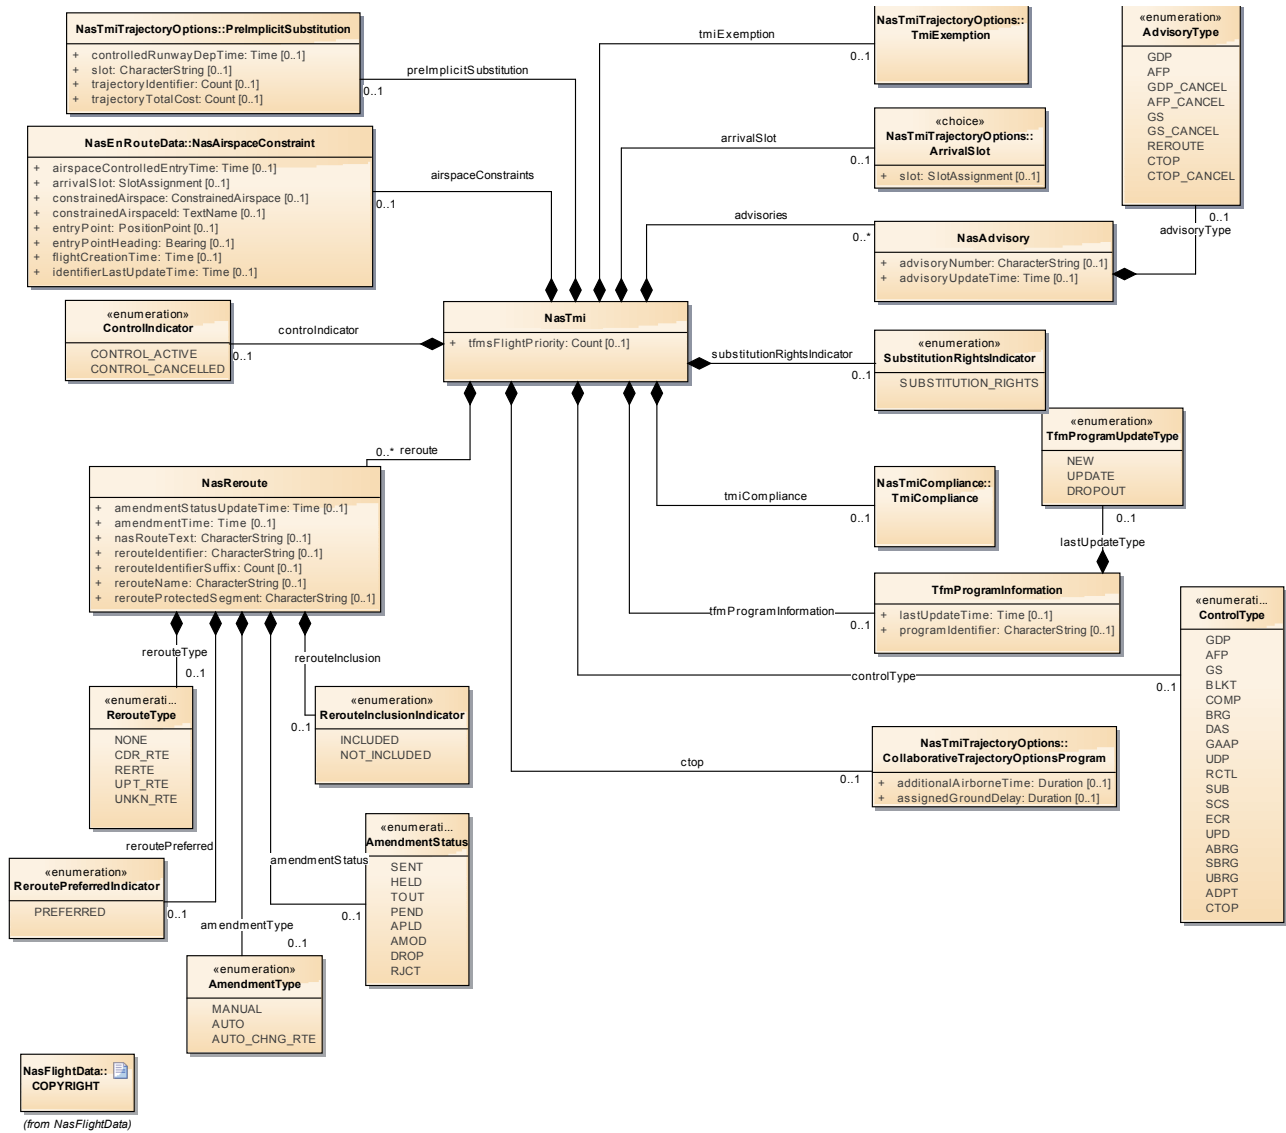 NasTmiTrajectoryOptions::PreImplicitSubstitution
+ controlledRunwayDepTime: Time [0..1]
+ slot: CharacterString [0..1]
+ trajectoryIdentifier: Count [0..1]
+ trajectoryTotalCost: Count [0..1]
preImplicitSubstitution
0..1
NasEnRouteData::NasAirspaceConstraint
+ airspaceControlledEntryTime: Time [0..1]
+ arrivalSlot: SlotAssignment [0..1]
+ constrainedAirspace: ConstrainedAirspace [0..1]
+ constrainedAirspaceId: TextName [0..1]
+ entryPoint: PositionPoint [0..1]
+ entryPointHeading: Bearing [0..1]
+ flightCreationTime: Time [0..1]
+ identifierLastUpdateTime: Time [0..1]
airspaceConstraints
0..1
«enumeration»
ControlIndicator
CONTROL_ACTIVE
CONTROL_CANCELLED
controlndicator
0..1
NasTmi
+ tfmsFlightPriority: Count [0..1]
tmiExemption
0..1
NasTmiTrajectoryOptions::
TmiExemption
arrivalSlot
0..1
«choice»
NasTmiTrajectoryOptions::
ArrivalSlot
+ slot: SlotAssignment [0..1]
advisories
0..*
NasAdvisory
+ advisoryNumber: CharacterString [0..1]
+ advisoryUpdateTime: Time [0..1]
«enumeration»
AdvisoryType
GDP
AFP
GDP_CANCEL
AFP_CANCEL
GS
GS_CANCEL
REROUTE
CTOP
CTOP_CANCEL
0..1
advisoryType
substitutionRightsIndicator
0..1
«enumeration»
SubstitutionRightsIndicator
SUBSTITUTION_RIGHTS
«enumeration»
TfmProgramUpdateType
NEW
UPDATE
DROPOUT
0..1
lastUpdateType
tmiCompliance
0..1
NasTmiCompliance::
TmiCompliance
tfmProgramInformation
0..1
TfmProgramInformation
+ lastUpdateTime: Time [0..1]
+ programIdentifier: CharacterString [0..1]
controlType
0..1
«enumerati...
ControlType
GDP
AFP
GS
BLKT
COMP
BRG
DAS
GAAP
UDP
RCTL
SUB
SCS
ECR
UPD
ABRG
SBRG
UBRG
ADPT
CTOP
ctop
0..1
NasTmiTrajectoryOptions::
CollaborativeTrajectoryOptionsProgram
+ additionalAirborneTime: Duration [0..1]
+ assignedGroundDelay: Duration [0..1]
0..* reroute
NasReroute
+ amendmentStatusUpdateTime: Time [0..1]
+ amendmentTime: Time [0..1]
+ nasRouteText: CharacterString [0..1]
+ rerouteIdentifier: CharacterString [0..1]
+ rerouteIdentifierSuffix: Count [0..1]
+ rerouteName: CharacterString [0..1]
+ rerouteProtectedSegment: CharacterString [0..1]
rerouteType
0..1
«enumerati...
RerouteType
NONE
CDR_RTE
RERTE
UPT_RTE
UNKN_RTE
rerouteInclusion
0..1
«enumeration»
RerouteInclusionIndicator
INCLUDED
NOT_INCLUDED
reroutePreferred
0..1
«enumeration»
ReroutePreferredIndicator
PREFERRED
amendmentStatus
0..1
«enumerati...
AmendmentStatus
SENT
HELD
TOUT
PEND
APLD
AMOD
DROP
RJCT
amendmentType
0..1
«enumeration»
AmendmentType
MANUAL
AUTO
AUTO_CHNG_RTE
NasFlightData::
COPYRIGHT
(from NasFlightData)